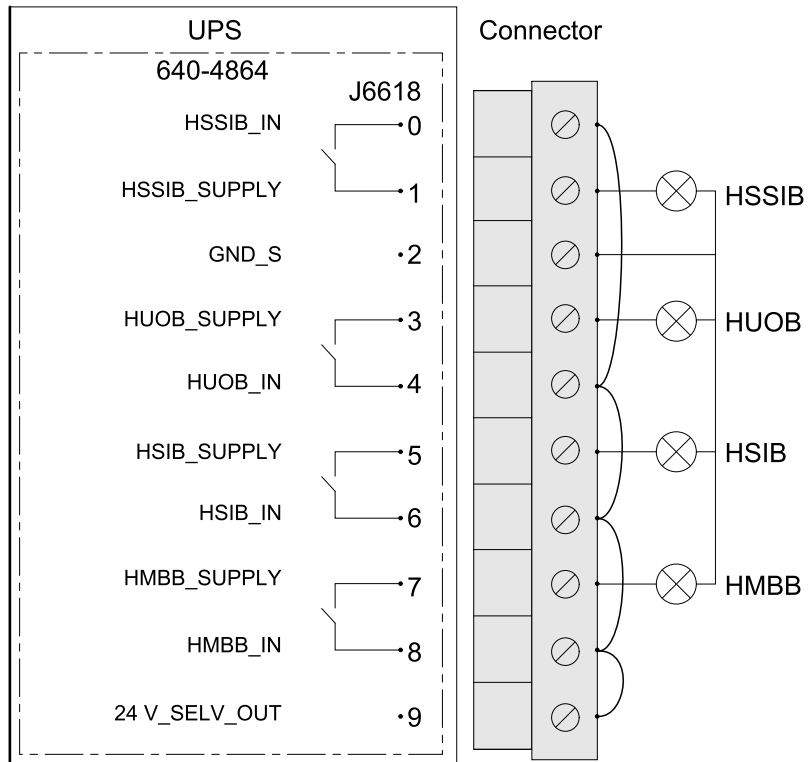 UPS
Connector
640-4864
J6618
HSSIB_IN 0
HSSIB_SUPPLY 1 HSSIB
GND_S 2
HUOB_SUPPLY 3 HUOB
HUOB_IN 4
HSIB_SUPPLY 5 HSIB
HSIB_IN 6
HMBB_SUPPLY 7 HMBB
HMBB_IN 8
24 V_SELV_OUT 9